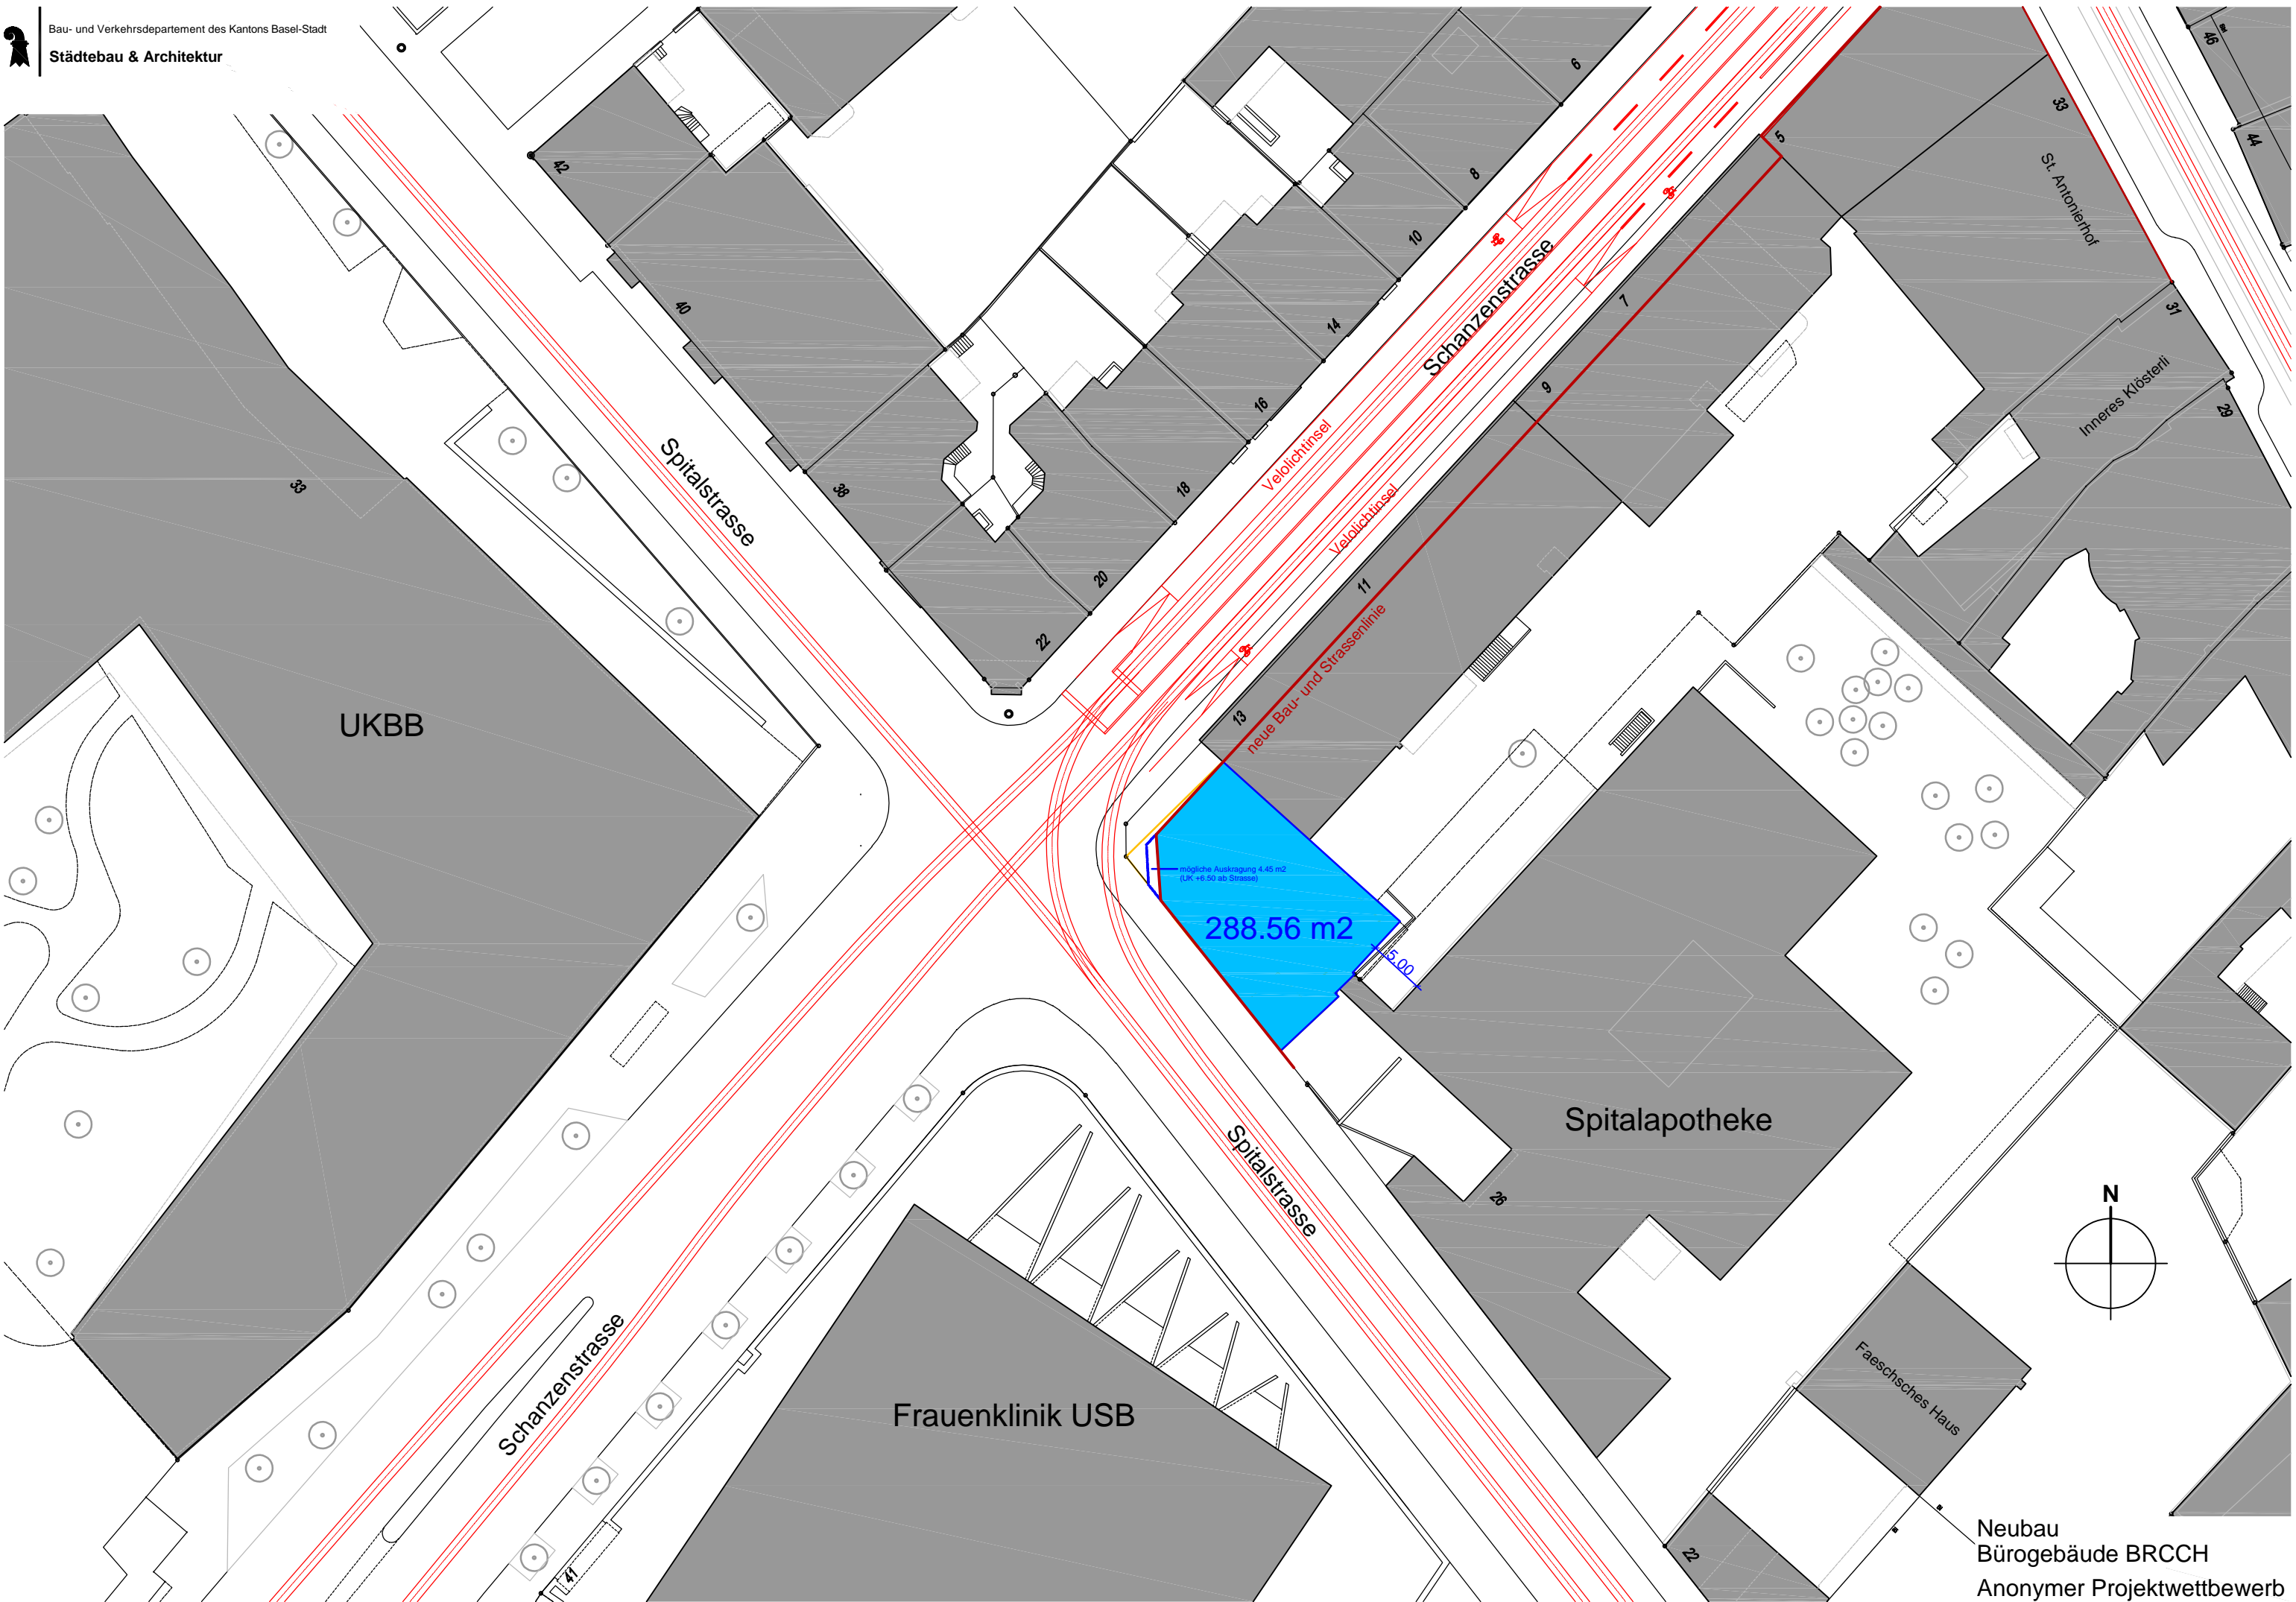 Bau- und Verkehrsdepartement des Kantons Basel-Stadt
Städtebau & Architektur
46
44
33
5
St. Antonierhof
6
8
42
10
7
31
Schanzenstrasse
40
14
9
Inneres Klösterli
29
16
Velolichtinsel
Spitalstrasse
38
18
Velolichtinsel
33
20
11
22
neue Bau- und Strassenlinie
13
UKBB
mögliche Auskragung 4.45 m2
(UK +6.50 ab Strasse)
288.56 m2
5.00
Spitalapotheke
Spitalstrasse
26
N
Schanzenstrasse
Faeschsches Haus
Frauenklinik USB
41
22
Neubau
Bürogebäude BRCCH
Anonymer Projektwettbewerb